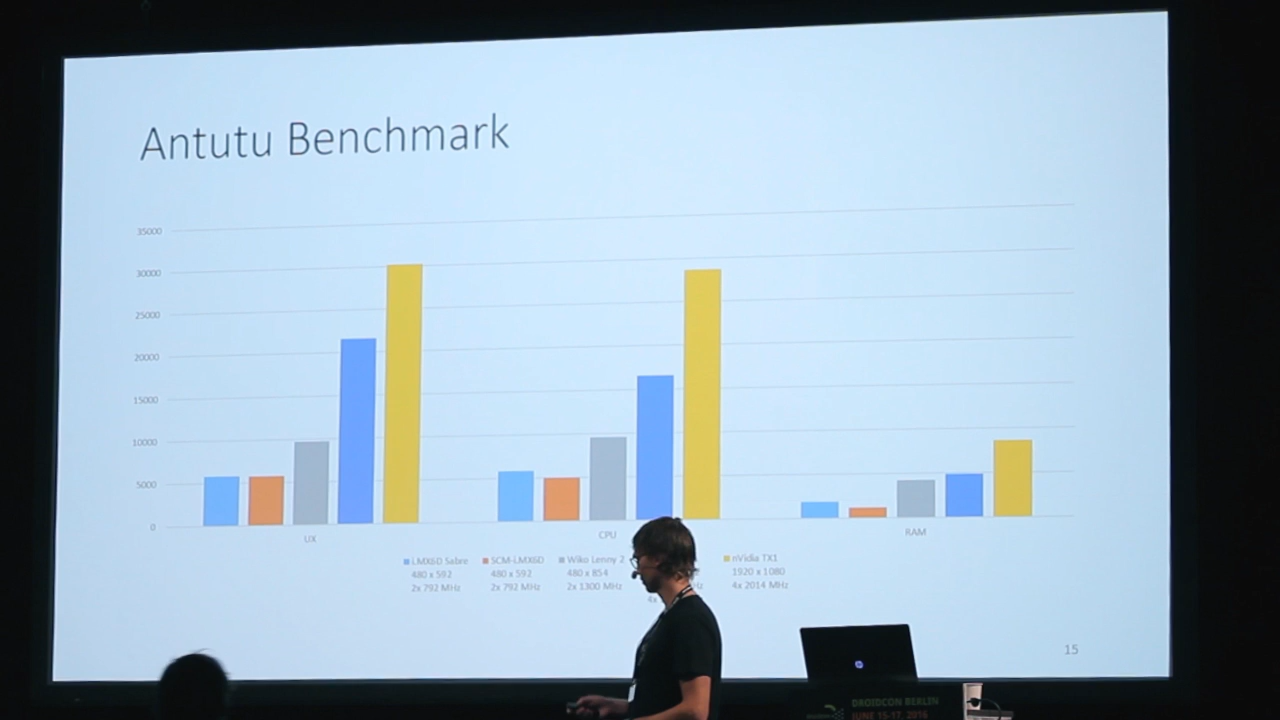 Antutu Benchmark
35000
30000
25000
20000
15000
10000
5000
0
UX CPU RAM
LMX6D Sabre SCM-LMX6D Wiko Lenny 2 nVidia TX1
480 x 592 480 x 592 480 x 854 1920 x 1080
2x 792 MHz 2x 792 MHz 2x 1300 MHz 4x 2014 MHz
15
DROIDCON BERLIN
JUNE 15-17, 2016